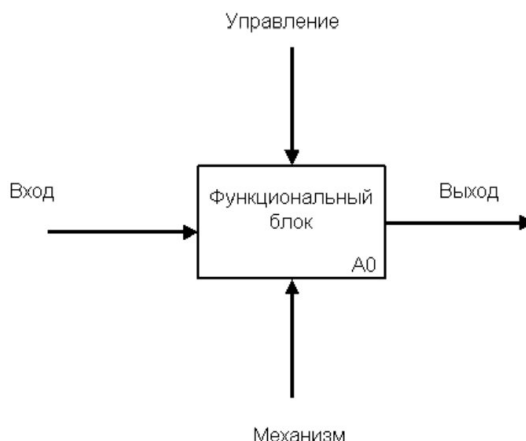 Управление
Вход
Функциональный
блок
Выход
A0
Механизм